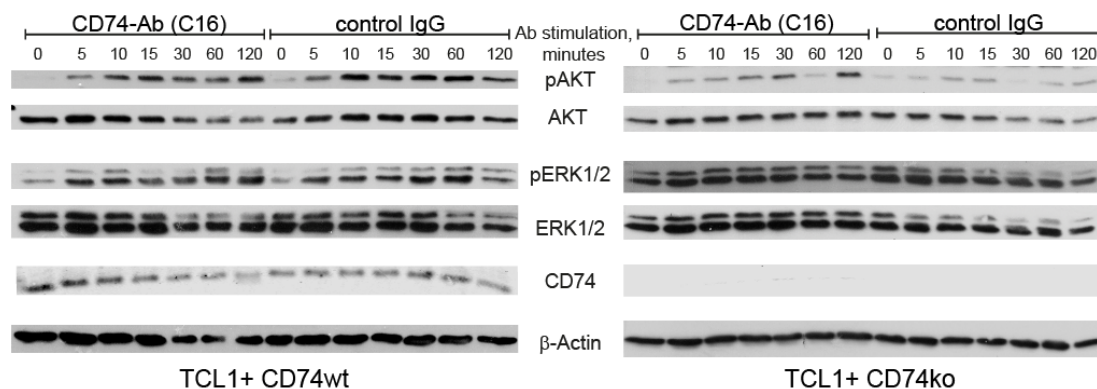 CD74-Ab (C16) control IgG Ab stimulation, minutes CD74-Ab (C16) control IgG
0 5 10 15 30 60 120 0 5 10 15 30 60 120 0 5 10 15 30 60 120 0 5 10 15 30 60 120
pAKT
AKT
pERK1/2
ERK1/2
CD74
β-Actin
TCL1+ CD74wt TCL1+ CD74ko